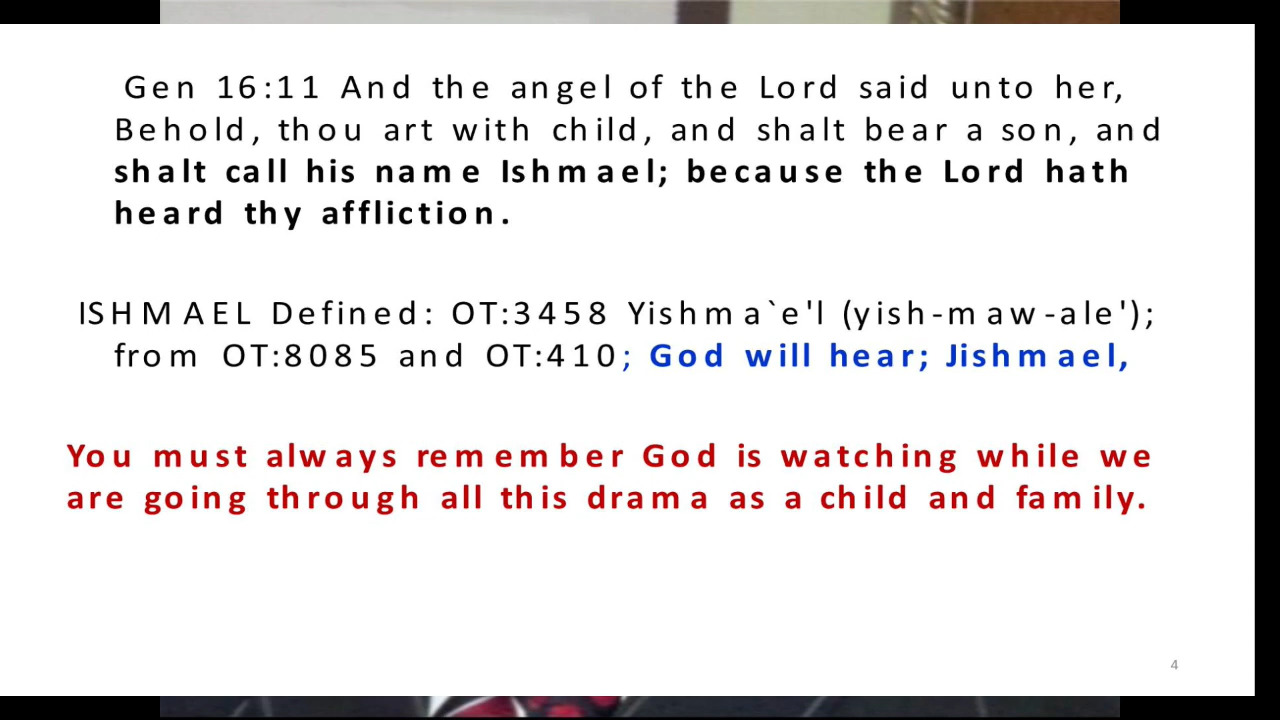 Gen 16:11 And the angel of the Lord said unto her,
Behold, thou art with child, and shalt bear a son, and
shalt call his name Ishmael; because the Lord hath
heard thy affliction.
ISHMAEL Defined: OT:3458 Yishma`e'l (yish-maw-ale');
from OT:8085 and OT:410; God will hear; Jishmael,
You must always remember God is watching while we
are going through all this drama as a child and family.
4